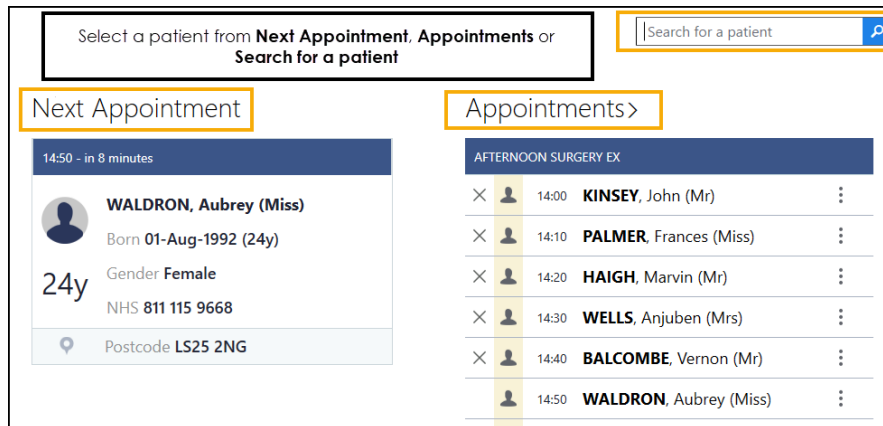 Select a patient from Next Appointment, Appointments or
Search for a patient
Search for a patient
Next Appointment
14:50 - in 8 minutes
WALDRON, Aubrey (Miss)
Born 01-Aug-1992 (24y)
24y
Gender Female
NHS 811 115 9668
Postcode LS25 2NG
Appointments>
AFTERNOON SURGERY EX
14:00 KINSEY, John (Mr)
14:10 PALMER, Frances (Miss)
14:20 HAIGH, Marvin (Mr)
14:30 WELLS, Anjuben (Mrs)
14:40 BALCOMBE, Vernon (Mr)
14:50 WALDRON, Aubrey (Miss)